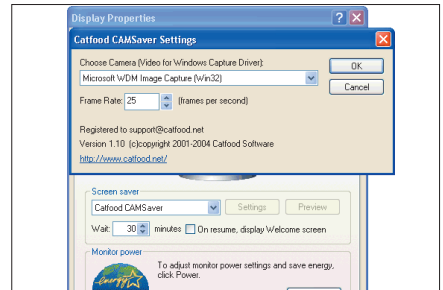 Display Properties
Catfood CAMSaver Settings
Choose Camera (Video for Windows Capture Driver):
Microsoft WDM Image Capture (Win32)
OK
Cancel
Frame Rate: 25 (frames per second)
Registered to support@catfood.net
Version 1.10 (c)copyright 2001-2004 Catfood Software
http://www.catfood.net/
Screen saver
Catfood CAMSaver Settings Preview
Wait: 30 minutes On resume, display Welcome screen
Monitor power
To adjust monitor power settings and save energy,
click Power.
energy